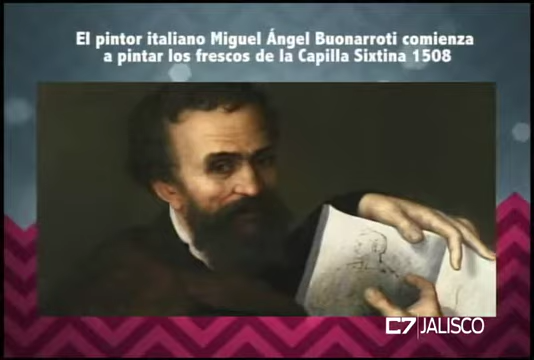 El pintor italiano Miguel Ángel Buonarroti comienza
a pintar los frescos de la Capilla Sixtina 1508
C7 JALISCO